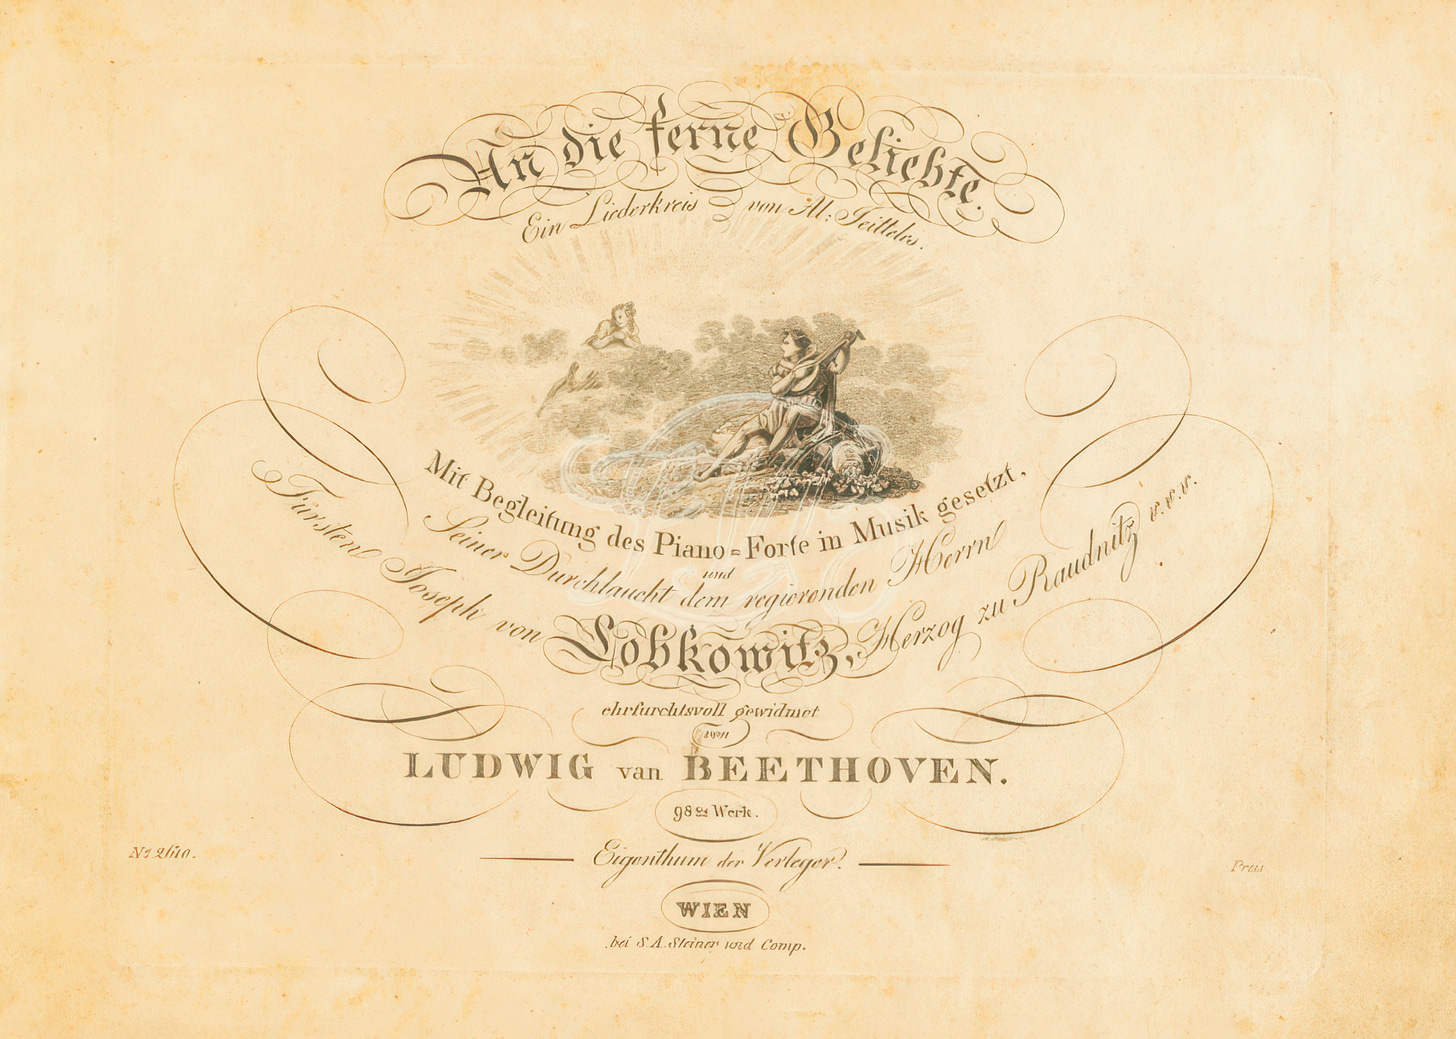 An die ferne Geliebte.
Ein Liederkreis von Al: Jeitteles.
Mit Begleitung des Piano=Forte in Musik gesetzt,
und
Seiner Durchlaucht dem regierenden Herrn
Fürsten Joseph von Lobkowitz, Herzog zu Raudnitz v.v.v.
ehrfurchtsvoll gewidmet
von
LUDWIG van BEETHOVEN.
98stes Werk.
No 2610.
Eigenthum der Verleger.
Preis
WIEN
bei S.A. Steiner und Comp.